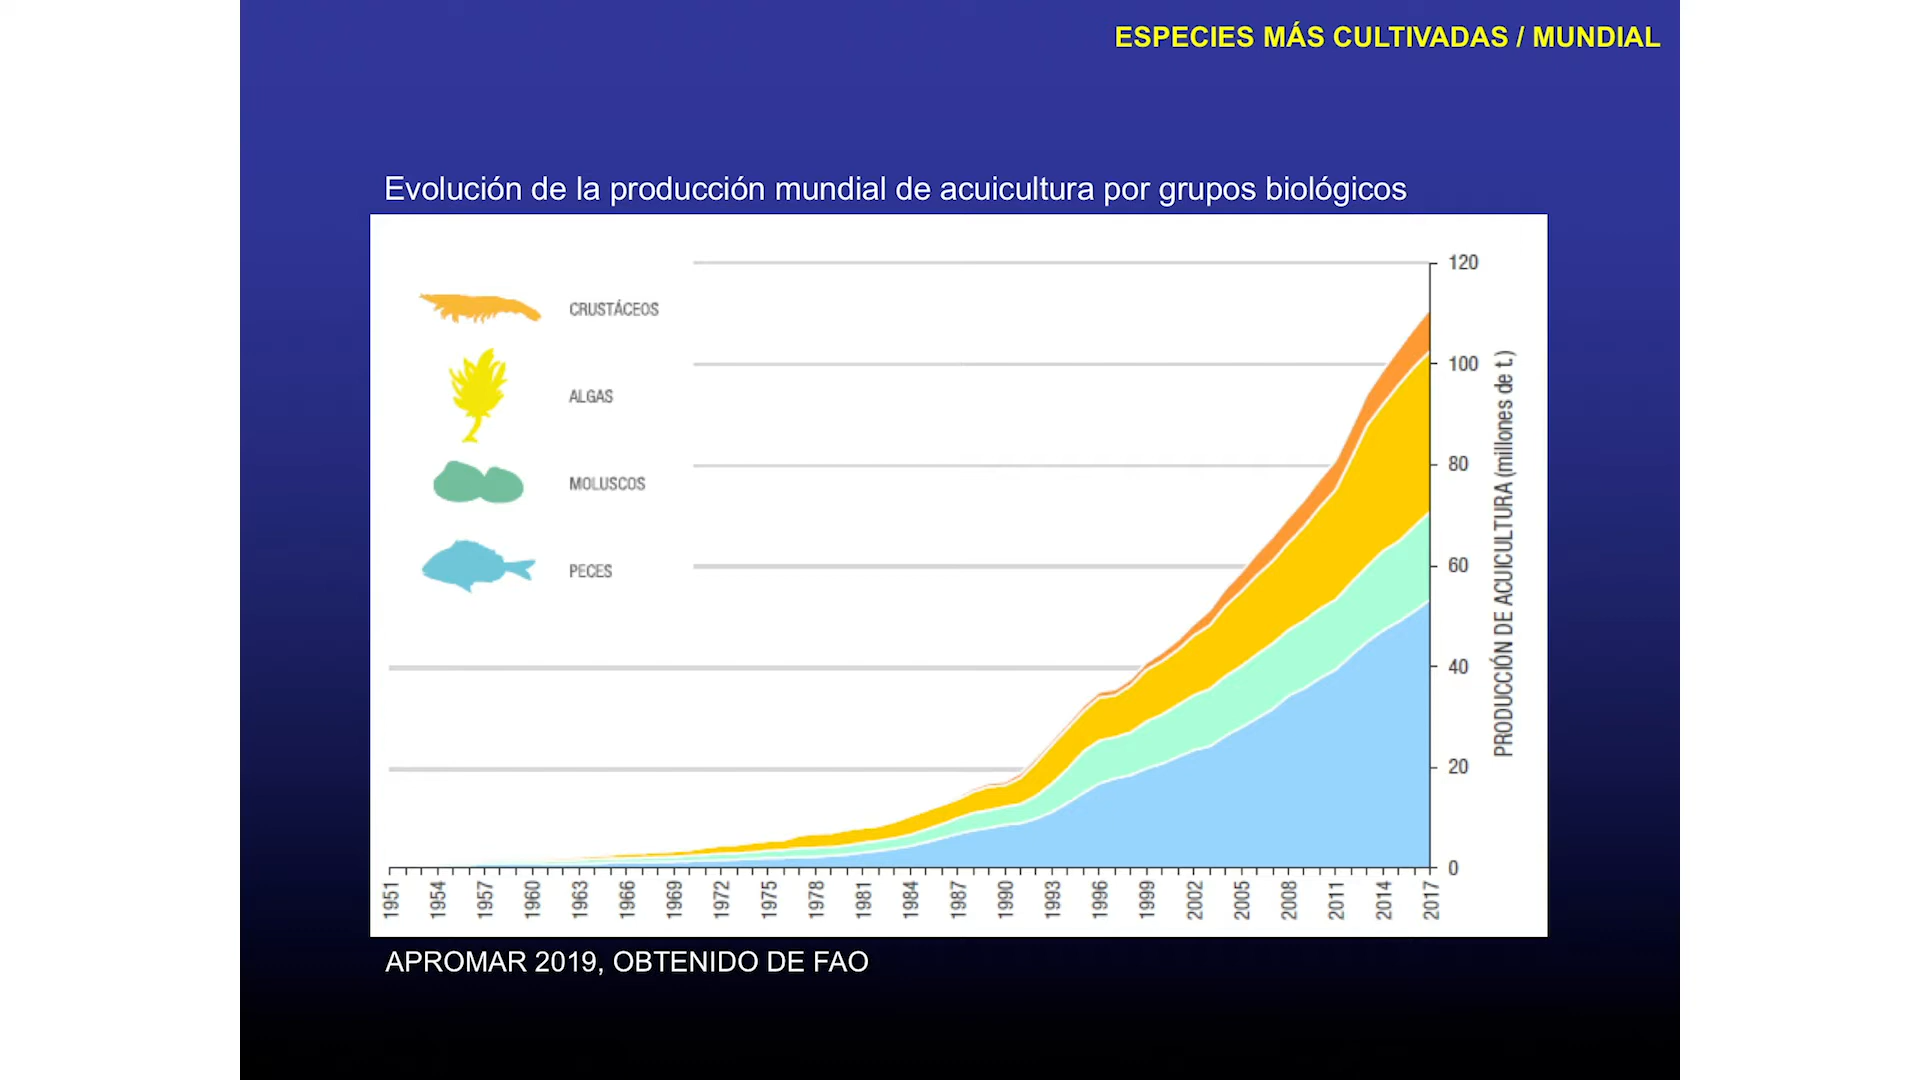 ESPECIES MÁS CULTIVADAS / MUNDIAL
Evolución de la producción mundial de acuicultura por grupos biológicos
CRUSTÁCEOS
ALGAS
MOLUSCOS
PECES
120
100
80
60
40
20
0
PRODUCCIÓN DE ACUICULTURA (millones de t.)
1951 1954 1957 1960 1963 1966 1969 1972 1975 1978 1981 1984 1987 1990 1993 1996 1999 2002 2005 2008 2011 2014 2017
APROMAR 2019, OBTENIDO DE FAO